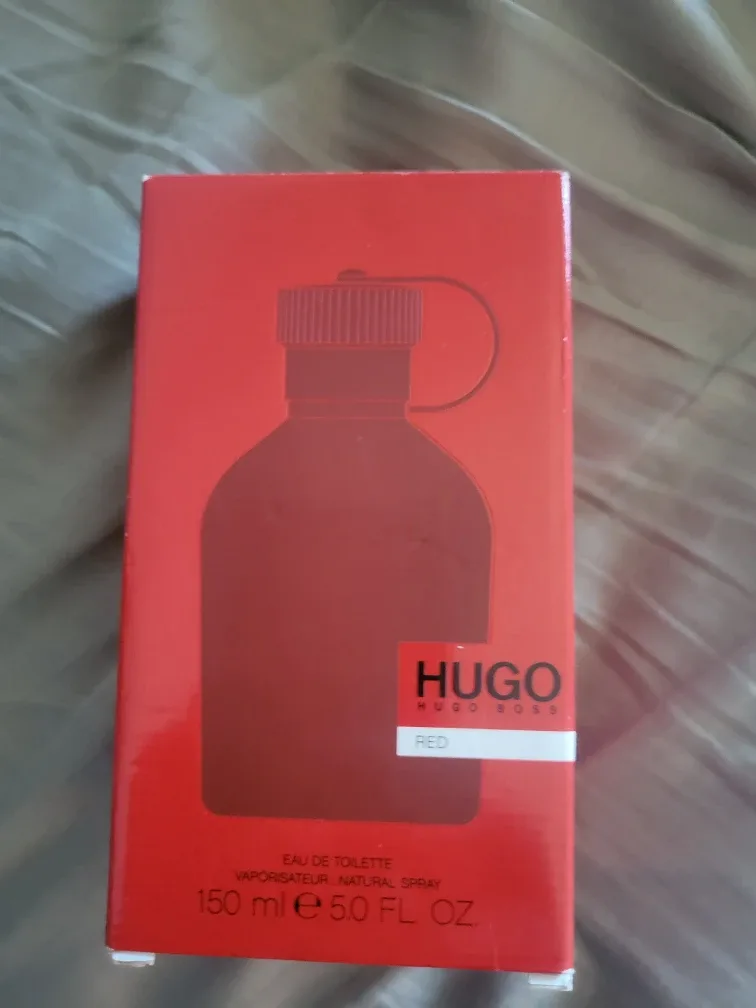 HUGO
HUGO BOSS
RED
EAU DE TOILETTE
VAPORISATEUR . NATURAL SPRAY
150 ml ℮ 5.0 FL. OZ.